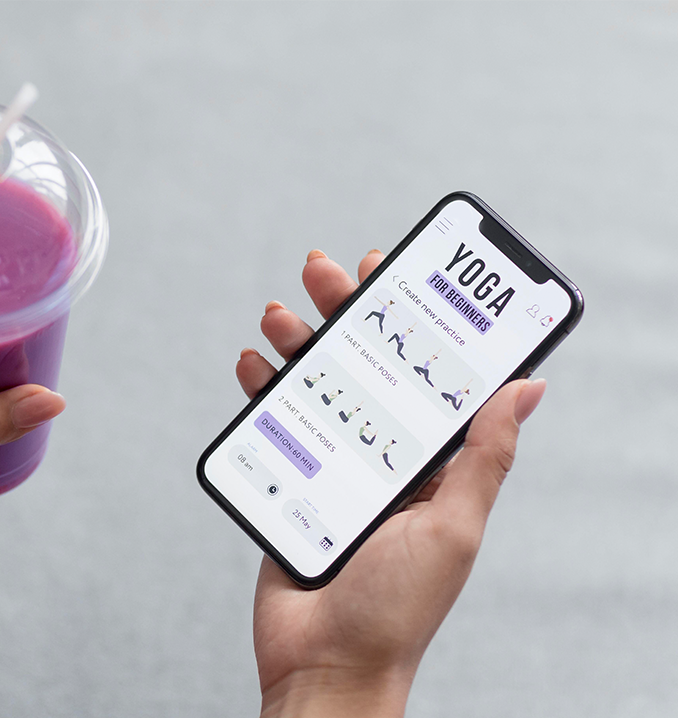 YOGA
FOR BEGINNERS
Create new practice
1 PART BASIC POSES
2 PART BASIC POSES
DURATION:60 MIN
08 am
25 May